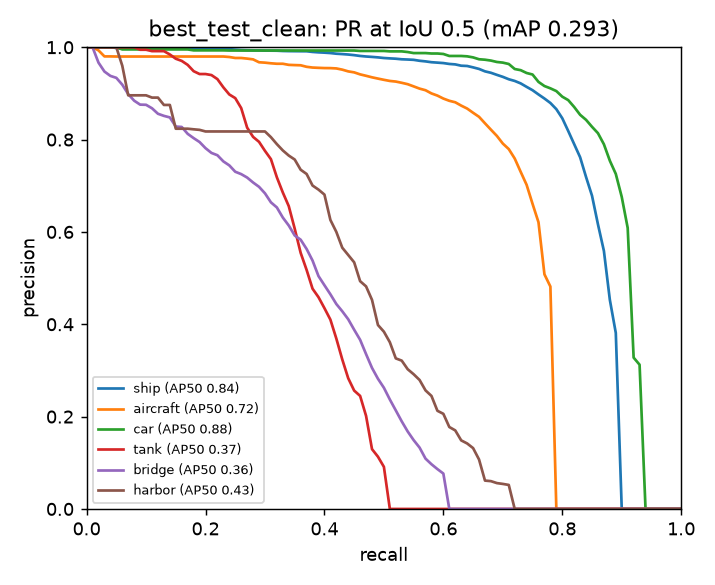 best_test_clean: PR at IoU 0.5 (mAP 0.293)
1.0
0.8
0.6
0.4
0.2
0.0
precision
ship (AP50 0.84)
aircraft (AP50 0.72)
car (AP50 0.88)
tank (AP50 0.37)
bridge (AP50 0.36)
harbor (AP50 0.43)
0.0 0.2 0.4 0.6 0.8 1.0
recall